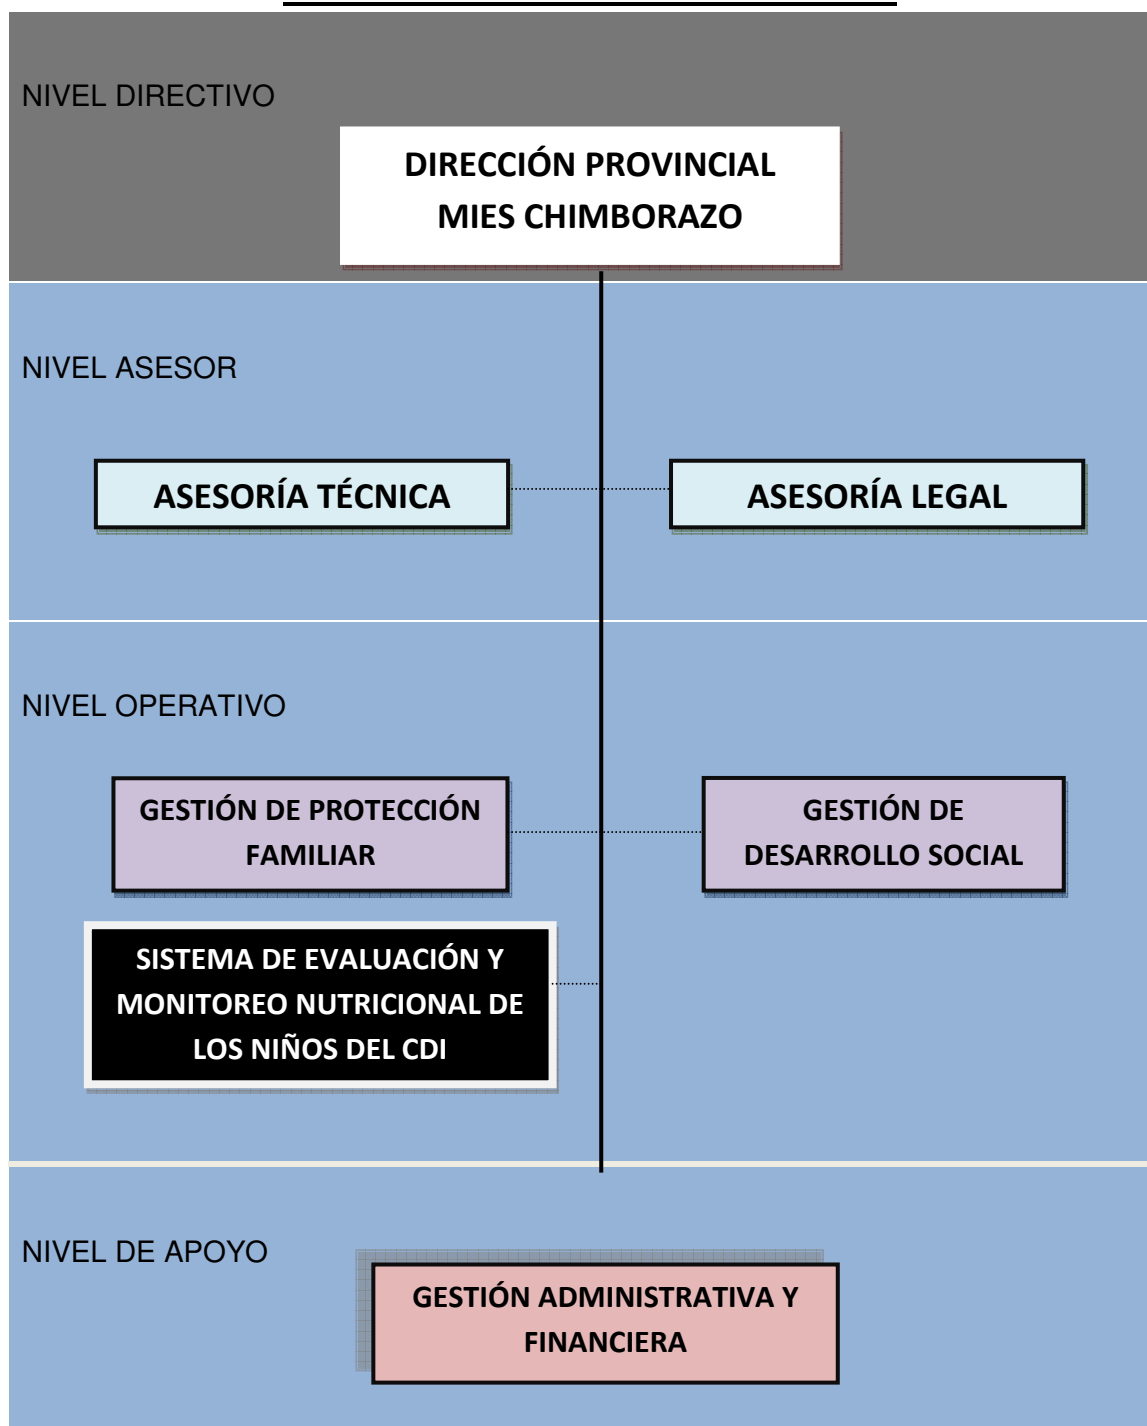 NIVEL DIRECTIVO
DIRECCIÓN PROVINCIAL
MIES CHIMBORAZO
NIVEL ASESOR
ASESORÍA TÉCNICA
ASESORÍA LEGAL
NIVEL OPERATIVO
GESTIÓN DE PROTECCIÓN
FAMILIAR
GESTIÓN DE
DESARROLLO SOCIAL
SISTEMA DE EVALUACIÓN Y
MONITOREO NUTRICIONAL DE
LOS NIÑOS DEL CDI
NIVEL DE APOYO
GESTIÓN ADMINISTRATIVA Y
FINANCIERA